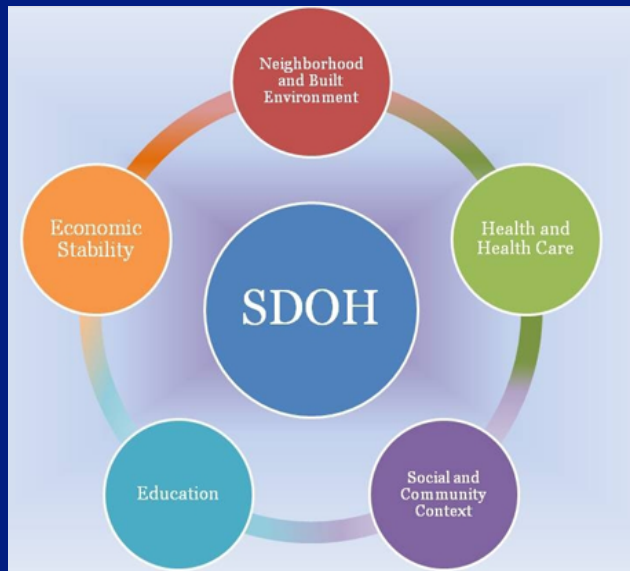 Neighborhood
and Built
Environment
Economic
Stability
Health and
Health Care
SDOH
Education
Social and
Community
Context